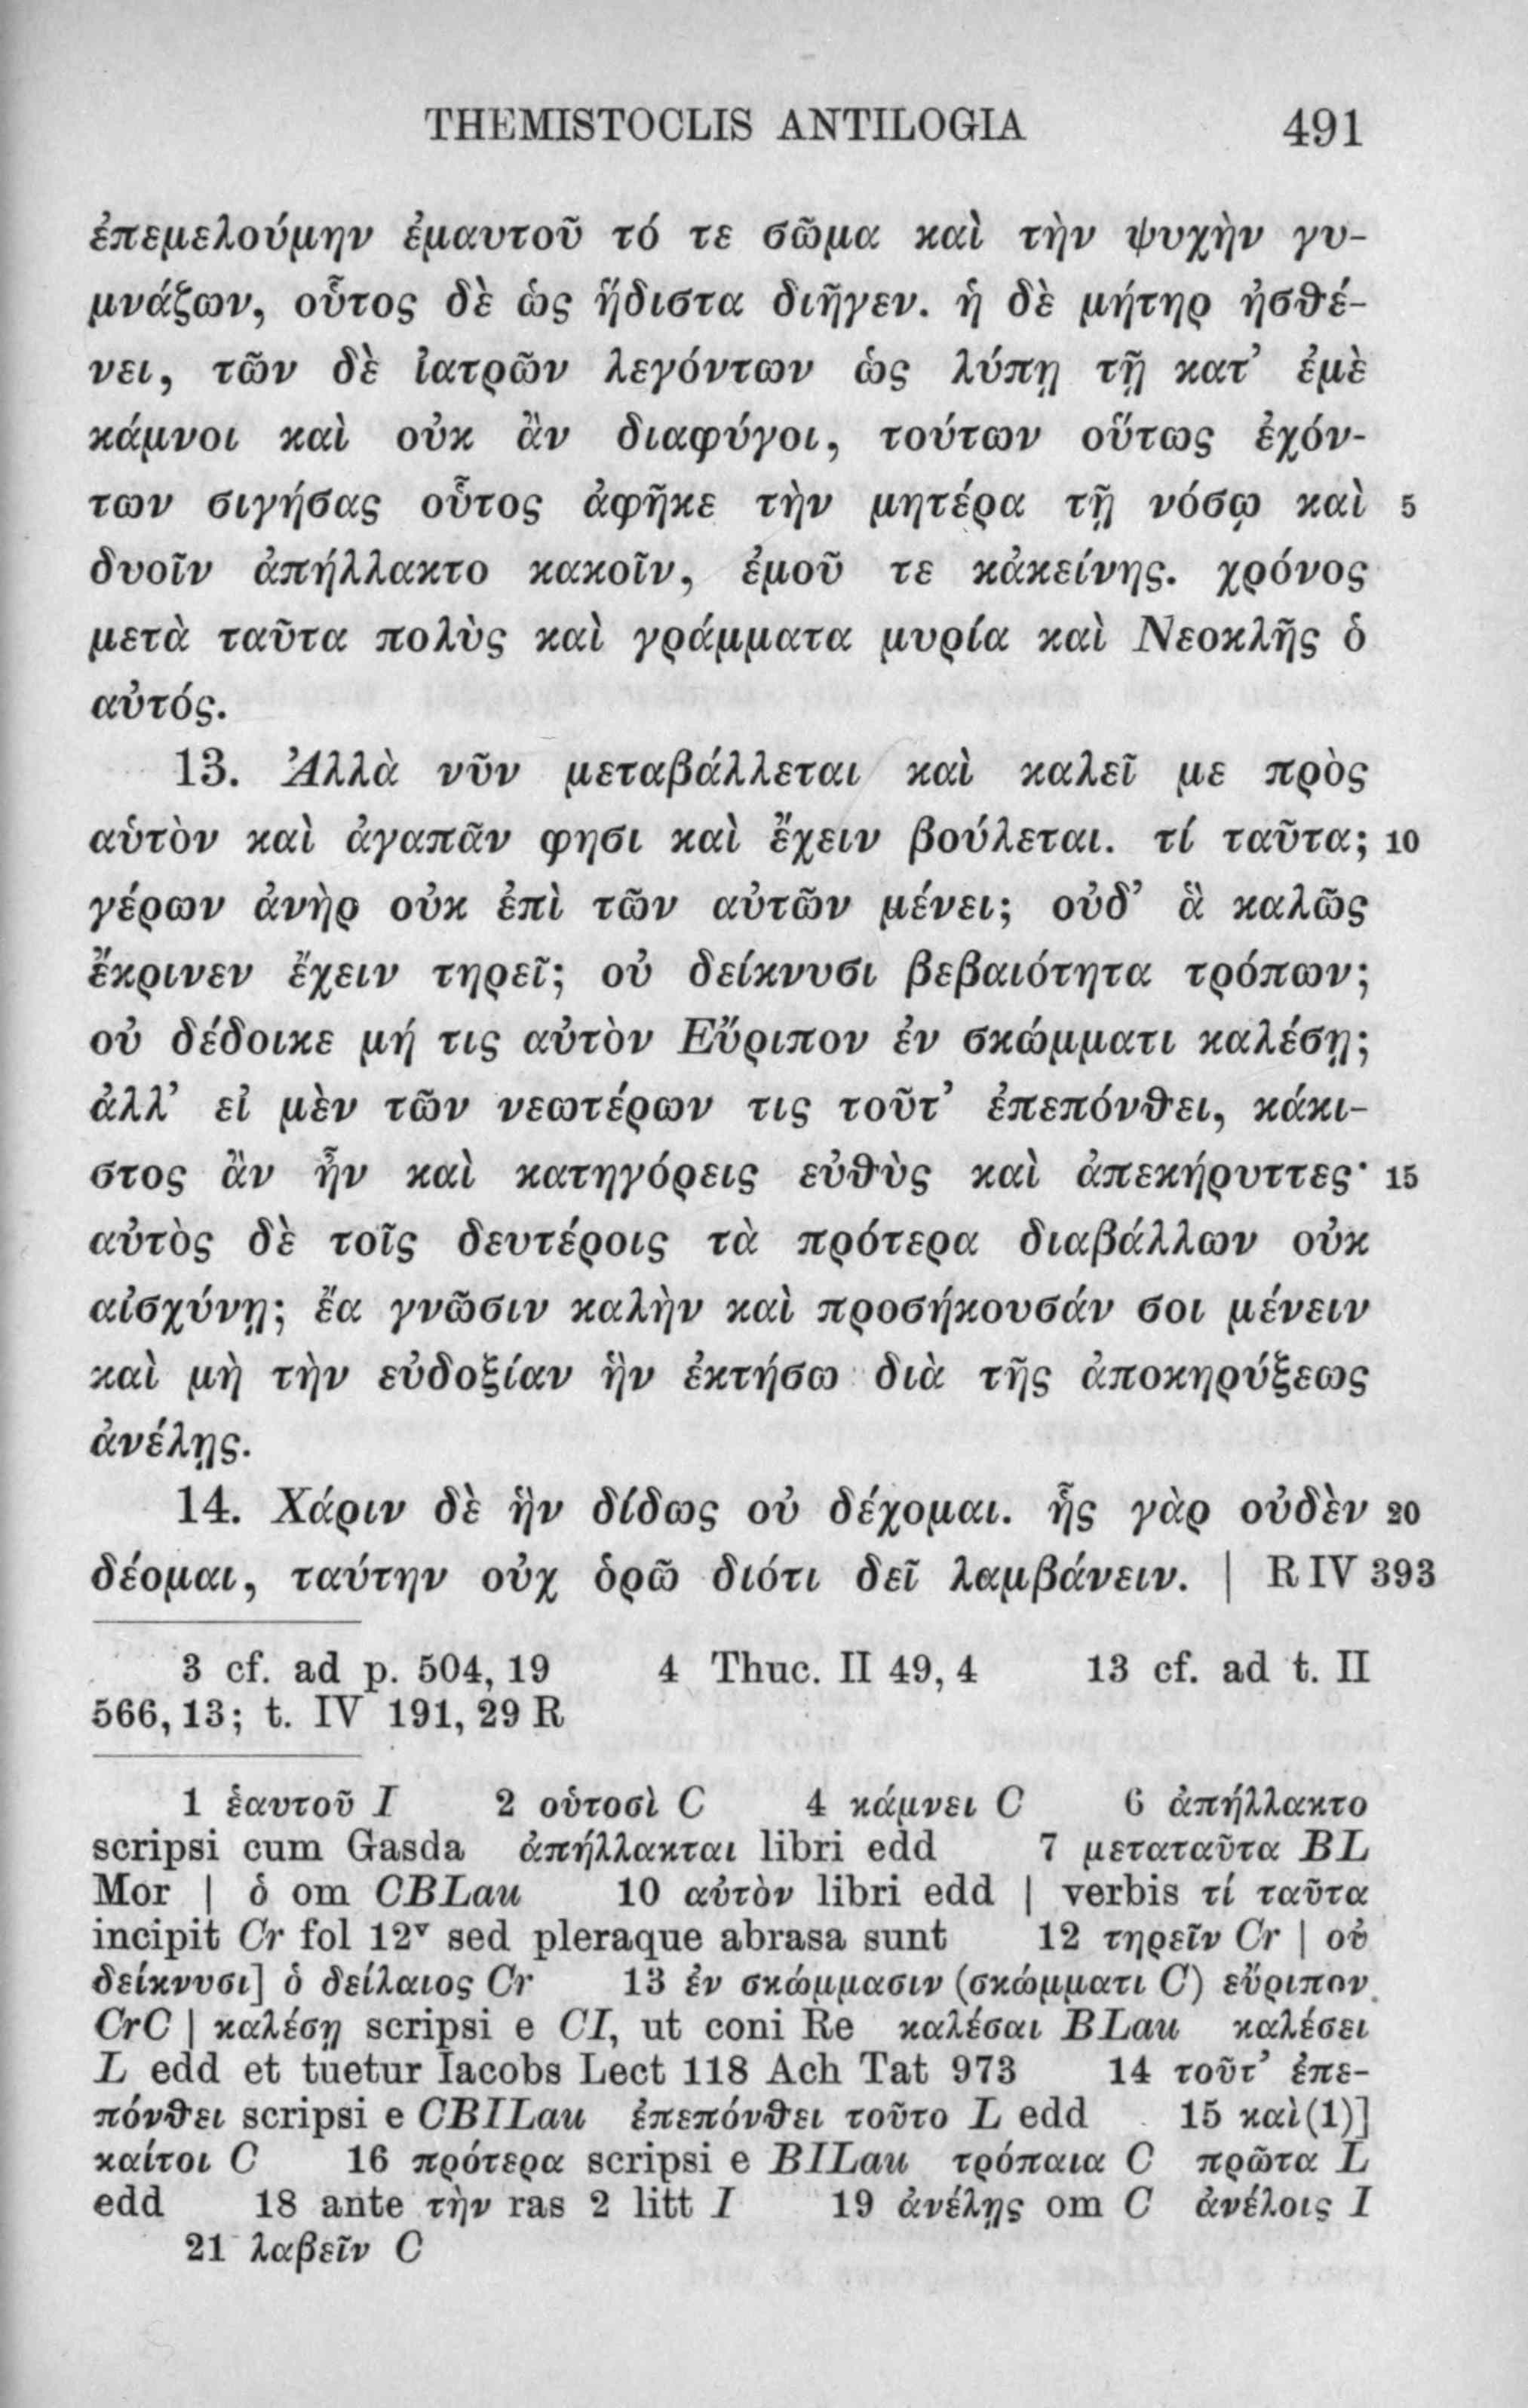 THEMISTOCLIS ANTILOGIA 491
ἐπεμελούμην ἐμαυτοῦ τό τε σῶμα καὶ τὴν ψυχὴν γυ-
μνάζων, οὗτος δὲ ὡς ἥδιστα διῆγεν. ἡ δὲ μήτηρ ἠσθέ-
νει, τῶν δὲ ἰατρῶν λεγόντων ὡς λύπῃ τῇ κατ’ ἐμὲ
κάμνοι καὶ οὐκ ἂν διαφύγοι, τούτων οὕτως ἐχόν-
των σιγήσας οὗτος ἀφῆκε τὴν μητέρα τῇ νόσῳ καὶ 5
δυοῖν ἀπήλλακτο κακοῖν, ἐμοῦ τε κἀκείνης. χρόνος
μετὰ ταῦτα πολὺς καὶ γράμματα μυρία καὶ Νεοκλῆς ὁ
αὐτός.
13. Ἀλλὰ νῦν μεταβάλλεται καὶ καλεῖ με πρὸς
αὑτὸν καὶ ἀγαπᾶν φησι καὶ ἔχειν βούλεται. τί ταῦτα; 10
γέρων ἀνὴρ οὐκ ἐπὶ τῶν αὐτῶν μένει; οὐδ’ ἃ καλῶς
ἔκρινεν ἔχειν τηρεῖ; οὐ δείκνυσι βεβαιότητα τρόπων;
οὐ δέδοικε μή τις αὐτὸν Εὔριπον ἐν σκώμματι καλέσῃ;
ἀλλ’ εἰ μὲν τῶν νεωτέρων τις τοῦτ’ ἐπεπόνθει, κάκι-
στος ἂν ἦν καὶ κατηγόρεις εὐθὺς καὶ ἀπεκήρυττες· 15
αὐτὸς δὲ τοῖς δευτέροις τὰ πρότερα διαβάλλων οὐκ
αἰσχύνῃ; ἔα γνῶσιν καλὴν καὶ προσήκουσάν σοι μένειν
καὶ μὴ τὴν εὐδοξίαν ἣν ἐκτήσω διὰ τῆς ἀποκηρύξεως
ἀνέλῃς.
14. Χάριν δὲ ἣν δίδως οὐ δέχομαι. ἧς γὰρ οὐδὲν 20
δέομαι, ταύτην οὐχ ὁρῶ διότι δεῖ λαμβάνειν. | R IV 393
3 cf. ad p. 504, 19 4 Thuc. II 49, 4 13 cf. ad t. II
566, 13; t. IV 191, 29 R
1 ἑαυτοῦ I 2 οὑτοσὶ C 4 κάμνει C 6 ἀπήλλακτο
scripsi cum Gasda ἀπήλλακται libri edd 7 μεταταῦτα BL
Mor | ὁ om CBLau 10 αὐτὸν libri edd | verbis τί ταῦτα
incipit Cr fol 12ᵛ sed pleraque abrasa sunt 12 τηρεῖν Cr | οὐ
δείκνυσι] ὁ δείλαιος Cr 13 ἐν σκώμμασιν (σκώμματι C) εὔριπον
CrC | καλέσῃ scripsi e CI, ut coni Re καλέσαι BLau καλέσει
L edd et tuetur Iacobs Lect 118 Ach Tat 973 14 τοῦτ’ ἐπε-
πόνθει scripsi e CBILau ἐπεπόνθει τοῦτο L edd 15 καὶ(1)]
καίτοι C 16 πρότερα scripsi e BILau τρόπαια C πρῶτα L
edd 18 ante τὴν ras 2 litt I 19 ἀνέλῃς om C ἀνέλοις I
21 λαβεῖν C